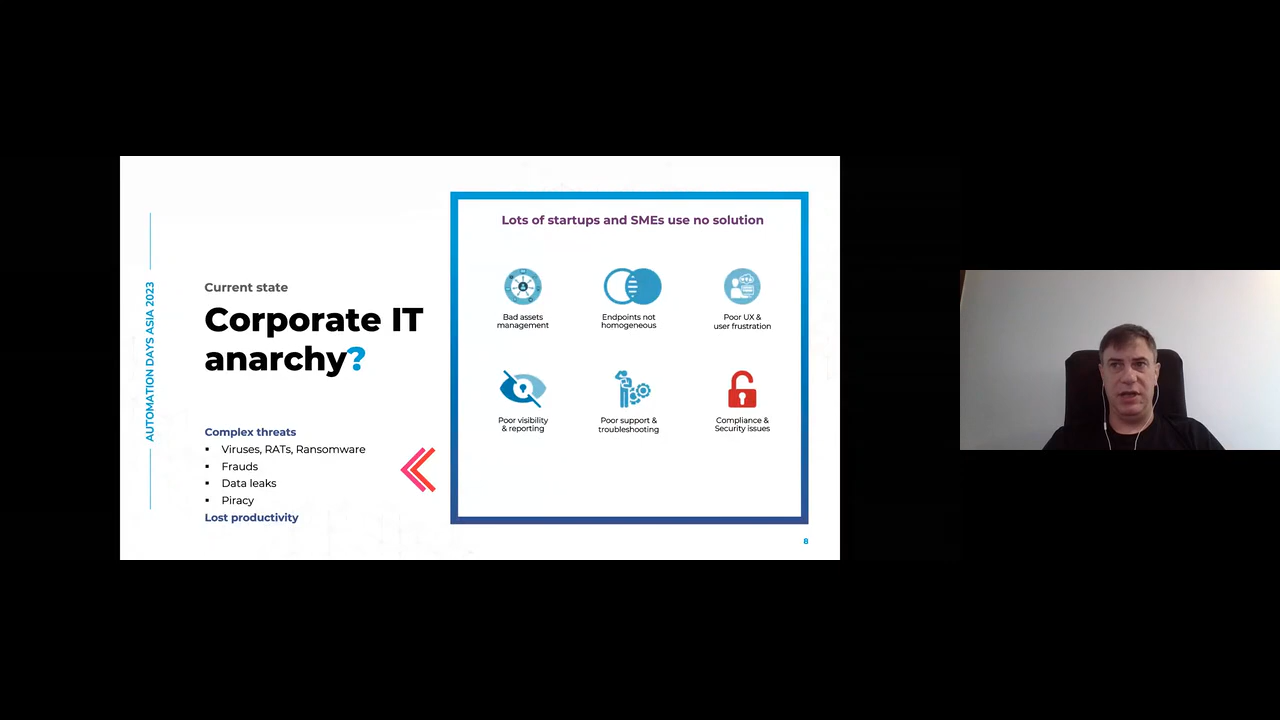 AUTOMATION DAYS ASIA 2023
Current state
Corporate IT
anarchy?
Complex threats
▪ Viruses, RATs, Ransomware
▪ Frauds
▪ Data leaks
▪ Piracy
Lost productivity
Lots of startups and SMEs use no solution
Bad assets
management
Endpoints not
homogeneous
Poor UX &
user frustration
Poor visibility
& reporting
Poor support &
troubleshooting
Compliance &
Security issues
8